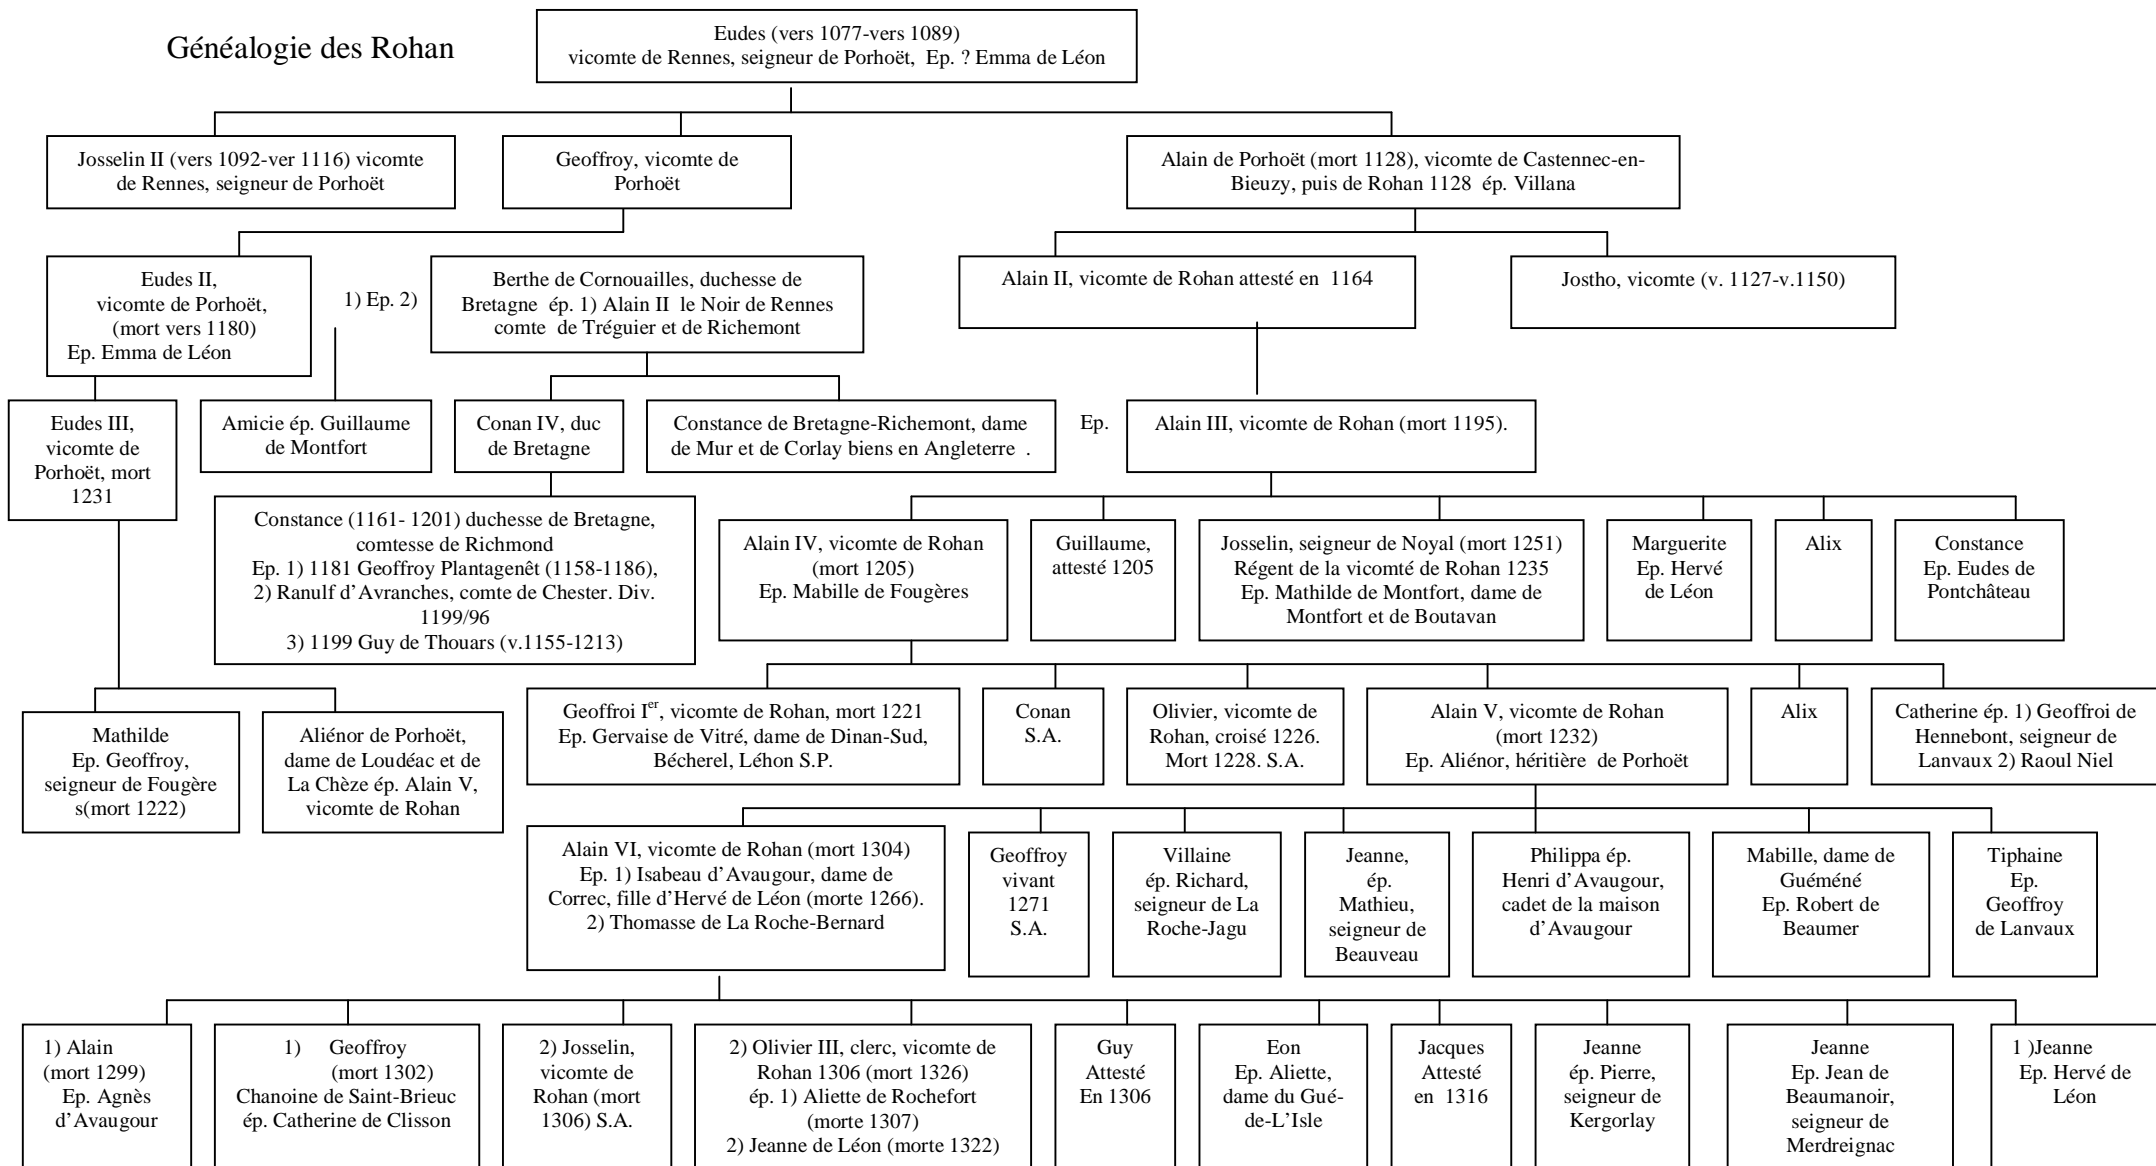 Généalogie des Rohan
Eudes (vers 1077-vers 1089)
vicomte de Rennes, seigneur de Porhoët, Ep. ? Emma de Léon
Josselin II (vers 1092-ver 1116) vicomte
de Rennes, seigneur de Porhoët
Geoffroy, vicomte de
Porhoët
Alain de Porhoët (mort 1128), vicomte de Castennec-en-
Bieuzy, puis de Rohan 1128 ép. Villana
Eudes II,
vicomte de Porhoët,
(mort vers 1180)
Ep. Emma de Léon
1) Ep. 2)
Berthe de Cornouailles, duchesse de
Bretagne ép. 1) Alain II le Noir de Rennes
comte de Tréguier et de Richemont
Alain II, vicomte de Rohan attesté en 1164
Jostho, vicomte (v. 1127-v.1150)
Eudes III,
vicomte de
Porhoët, mort
1231
Amicie ép. Guillaume
de Montfort
Conan IV, duc
de Bretagne
Constance de Bretagne-Richemont, dame
de Mur et de Corlay biens en Angleterre .
Ep.
Alain III, vicomte de Rohan (mort 1195).
Constance (1161- 1201) duchesse de Bretagne,
comtesse de Richmond
Ep. 1) 1181 Geoffroy Plantagenêt (1158-1186),
2) Ranulf d'Avranches, comte de Chester. Div.
1199/96
3) 1199 Guy de Thouars (v.1155-1213)
Alain IV, vicomte de Rohan
(mort 1205)
Ep. Mabille de Fougères
Guillaume,
attesté 1205
Josselin, seigneur de Noyal (mort 1251)
Régent de la vicomté de Rohan 1235
Ep. Mathilde de Montfort, dame de
Montfort et de Boutavan
Marguerite
Ep. Hervé
de Léon
Alix
Constance
Ep. Eudes de
Pontchâteau
Mathilde
Ep. Geoffroy,
seigneur de Fougère
s(mort 1222)
Aliénor de Porhoët,
dame de Loudéac et de
La Chèze ép. Alain V,
vicomte de Rohan
Geoffroi Ier, vicomte de Rohan, mort 1221
Ep. Gervaise de Vitré, dame de Dinan-Sud,
Bécherel, Léhon S.P.
Conan
S.A.
Olivier, vicomte de
Rohan, croisé 1226.
Mort 1228. S.A.
Alain V, vicomte de Rohan
(mort 1232)
Ep. Aliénor, héritière de Porhoët
Alix
Catherine ép. 1) Geoffroi de
Hennebont, seigneur de
Lanvaux 2) Raoul Niel
Alain VI, vicomte de Rohan (mort 1304)
Ep. 1) Isabeau d'Avaugour, dame de
Correc, fille d'Hervé de Léon (morte 1266).
2) Thomasse de La Roche-Bernard
Geoffroy
vivant
1271
S.A.
Villaine
ép. Richard,
seigneur de La
Roche-Jagu
Jeanne,
ép.
Mathieu,
seigneur de
Beauveau
Philippa ép.
Henri d'Avaugour,
cadet de la maison
d'Avaugour
Mabille, dame de
Guéméné
Ep. Robert de
Beaumer
Tiphaine
Ep.
Geoffroy
de Lanvaux
1) Alain
(mort 1299)
Ep. Agnès
d'Avaugour
1) Geoffroy
(mort 1302)
Chanoine de Saint-Brieuc
ép. Catherine de Clisson
2) Josselin,
vicomte de
Rohan (mort
1306) S.A.
2) Olivier III, clerc, vicomte de
Rohan 1306 (mort 1326)
ép. 1) Aliette de Rochefort
(morte 1307)
2) Jeanne de Léon (morte 1322)
Guy
Attesté
En 1306
Eon
Ep. Aliette,
dame du Gué-
de-L'Isle
Jacques
Attesté
en 1316
Jeanne
ép. Pierre,
seigneur de
Kergorlay
Jeanne
Ep. Jean de
Beaumanoir,
seigneur de
Merdreignac
1 )Jeanne
Ep. Hervé de
Léon